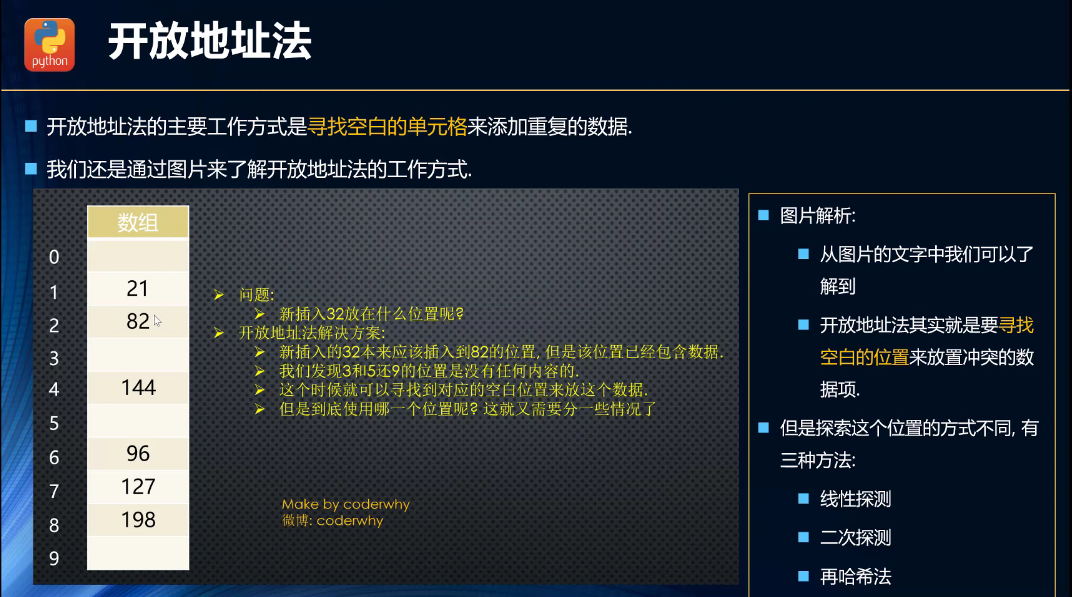 python
开放地址法
开放地址法的主要工作方式是寻找空白的单元格来添加重复的数据.
我们还是通过图片来了解开放地址法的工作方式.
数组
0
1 21
2 82
3
4 144
5
6 96
7 127
8 198
9
问题:
新插入32放在什么位置呢?
开放地址法解决方案:
新插入的32本来应该插入到82的位置, 但是该位置已经包含数据.
我们发现3和5还9的位置是没有任何内容的.
这个时候就可以寻找到对应的空白位置来放这个数据.
但是到底使用哪一个位置呢? 这就又需要分一些情况了
Make by coderwhy
微博: coderwhy
图片解析:
从图片的文字中我们可以了
解到
开放地址法其实就是要寻找
空白的位置来放置冲突的数
据项.
但是探索这个位置的方式不同, 有
三种方法:
线性探测
二次探测
再哈希法